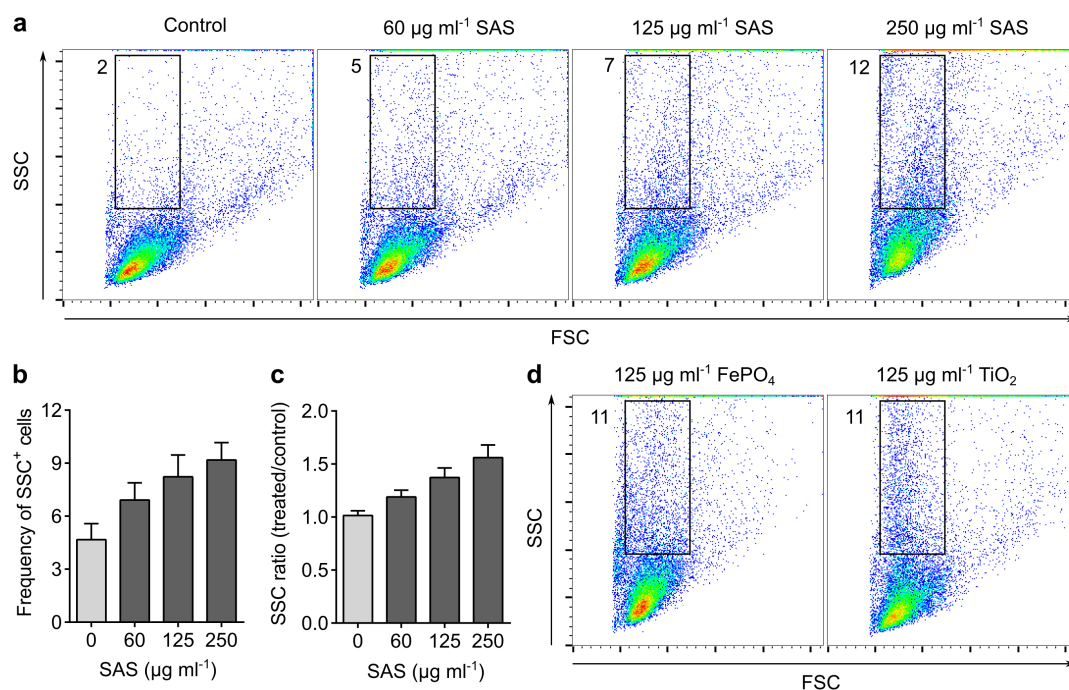 a
Control
60 µg ml⁻¹ SAS
125 µg ml⁻¹ SAS
250 µg ml⁻¹ SAS
2
5
7
12
SSC
FSC
b
Frequency of SSC⁺ cells
12
9
6
3
0
0 60 125 250
SAS (µg ml⁻¹)
c
SSC ratio (treated/control)
2.0
1.5
1.0
0.5
0.0
0 60 125 250
SAS (µg ml⁻¹)
d
125 µg ml⁻¹ FePO₄
125 µg ml⁻¹ TiO₂
11
11
SSC
FSC